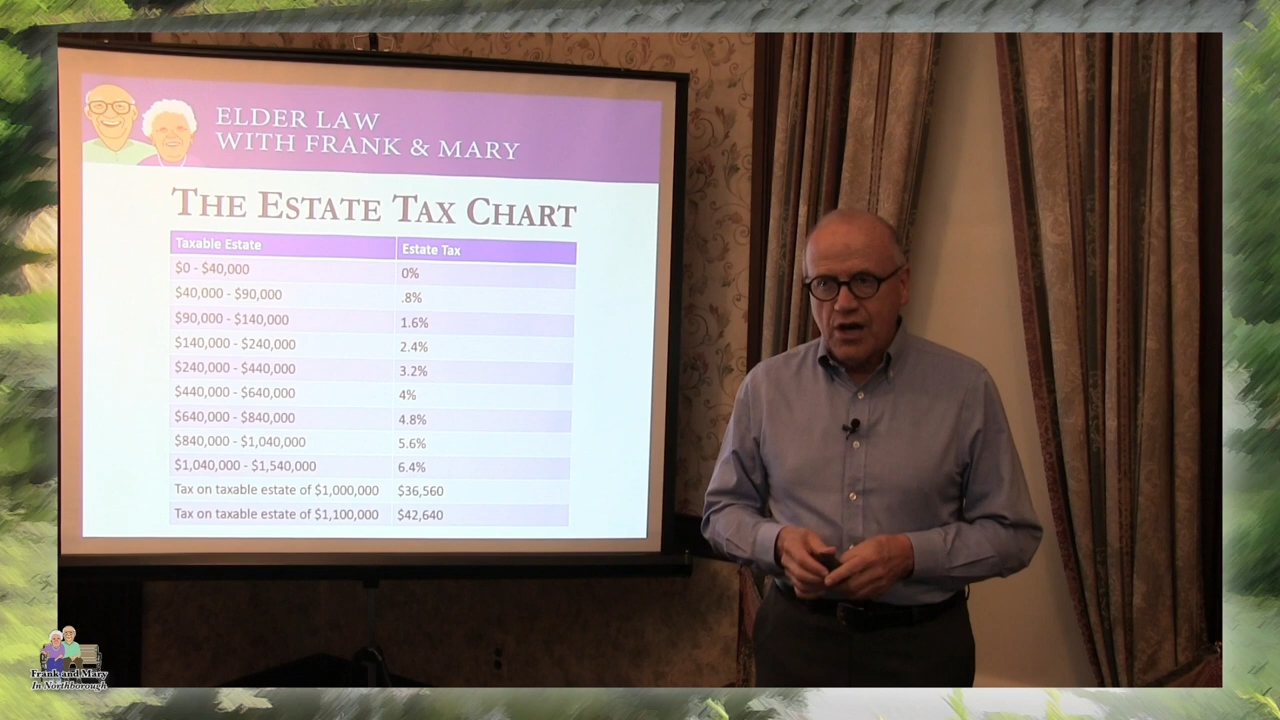 ELDER LAW
WITH FRANK & MARY
THE ESTATE TAX CHART
Taxable Estate Estate Tax
$0 - $40,000 0%
$40,000 - $90,000 .8%
$90,000 - $140,000 1.6%
$140,000 - $240,000 2.4%
$240,000 - $440,000 3.2%
$440,000 - $640,000 4%
$640,000 - $840,000 4.8%
$840,000 - $1,040,000 5.6%
$1,040,000 - $1,540,000 6.4%
Tax on taxable estate of $1,000,000 $36,560
Tax on taxable estate of $1,100,000 $42,640
Frank and Mary
In Northborough